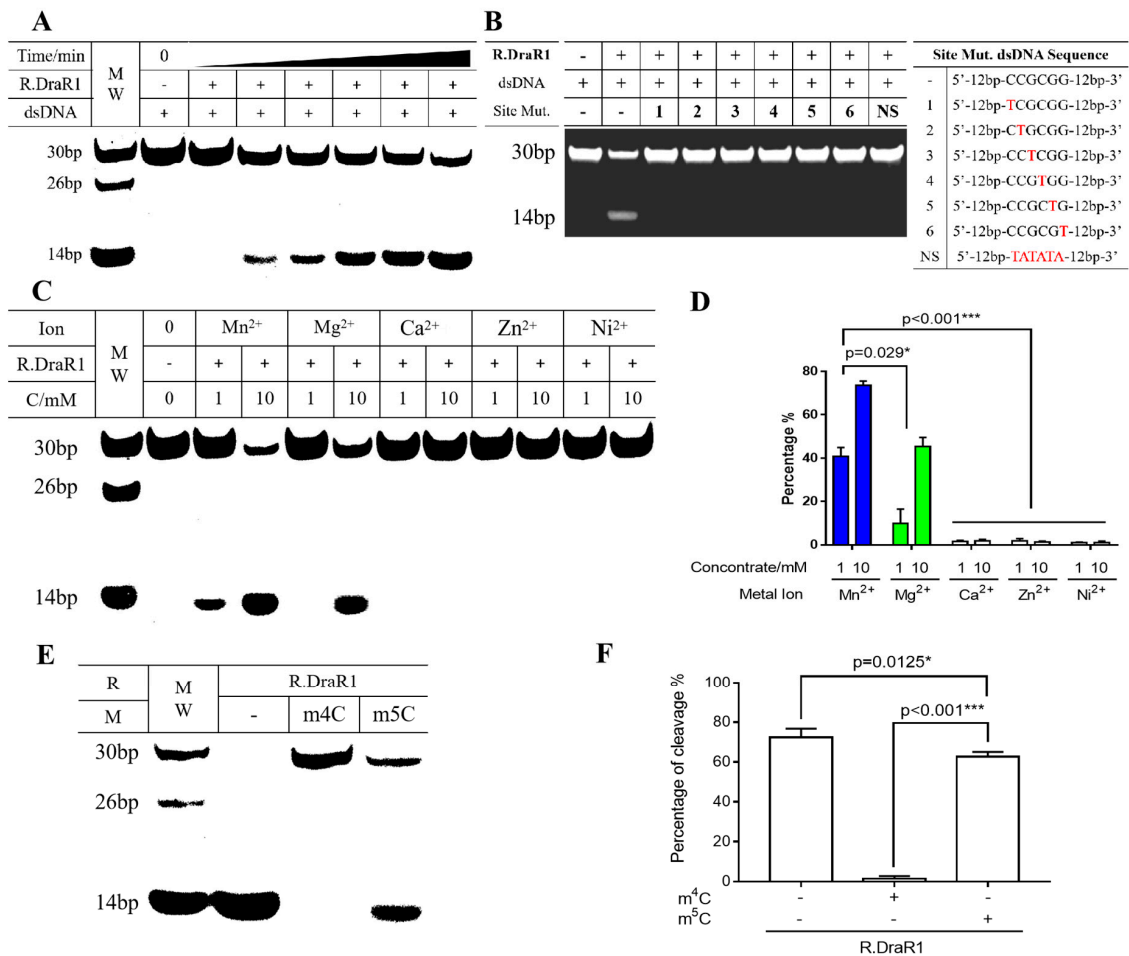 A
Time/min M W 0
R.DraR1 - + + + + + +
dsDNA + + + + + + +
30bp
26bp
14bp
B
R.DraR1 - + + + + + + + +
dsDNA + + + + + + + + +
Site Mut. - - 1 2 3 4 5 6 NS
30bp
14bp
Site Mut. dsDNA Sequence
- 5’-12bp-CCGCGG-12bp-3’
1 5’-12bp-TCGCGG-12bp-3’
2 5’-12bp-CTGCGG-12bp-3’
3 5’-12bp-CCTCGG-12bp-3’
4 5’-12bp-CCGTGG-12bp-3’
5 5’-12bp-CCGCTG-12bp-3’
6 5’-12bp-CCGCGT-12bp-3’
NS 5’-12bp-TATATA-12bp-3’
C
Ion M W 0 Mn²⁺ Mg²⁺ Ca²⁺ Zn²⁺ Ni²⁺
R.DraR1 - + + + + + + + + + +
C/mM 0 1 10 1 10 1 10 1 10 1 10
30bp
26bp
14bp
D
p<0.001***
p=0.029*
Percentage %
80
60
40
20
0
Concontrate/mM 1 10 1 10 1 10 1 10 1 10
Metal Ion Mn²⁺ Mg²⁺ Ca²⁺ Zn²⁺ Ni²⁺
E
R M W R.DraR1
M - m4C m5C
30bp
26bp
14bp
F
p=0.0125*
p<0.001***
Percentage of cleavage %
100
80
60
40
20
0
m⁴C - + -
m⁵C - - +
R.DraR1